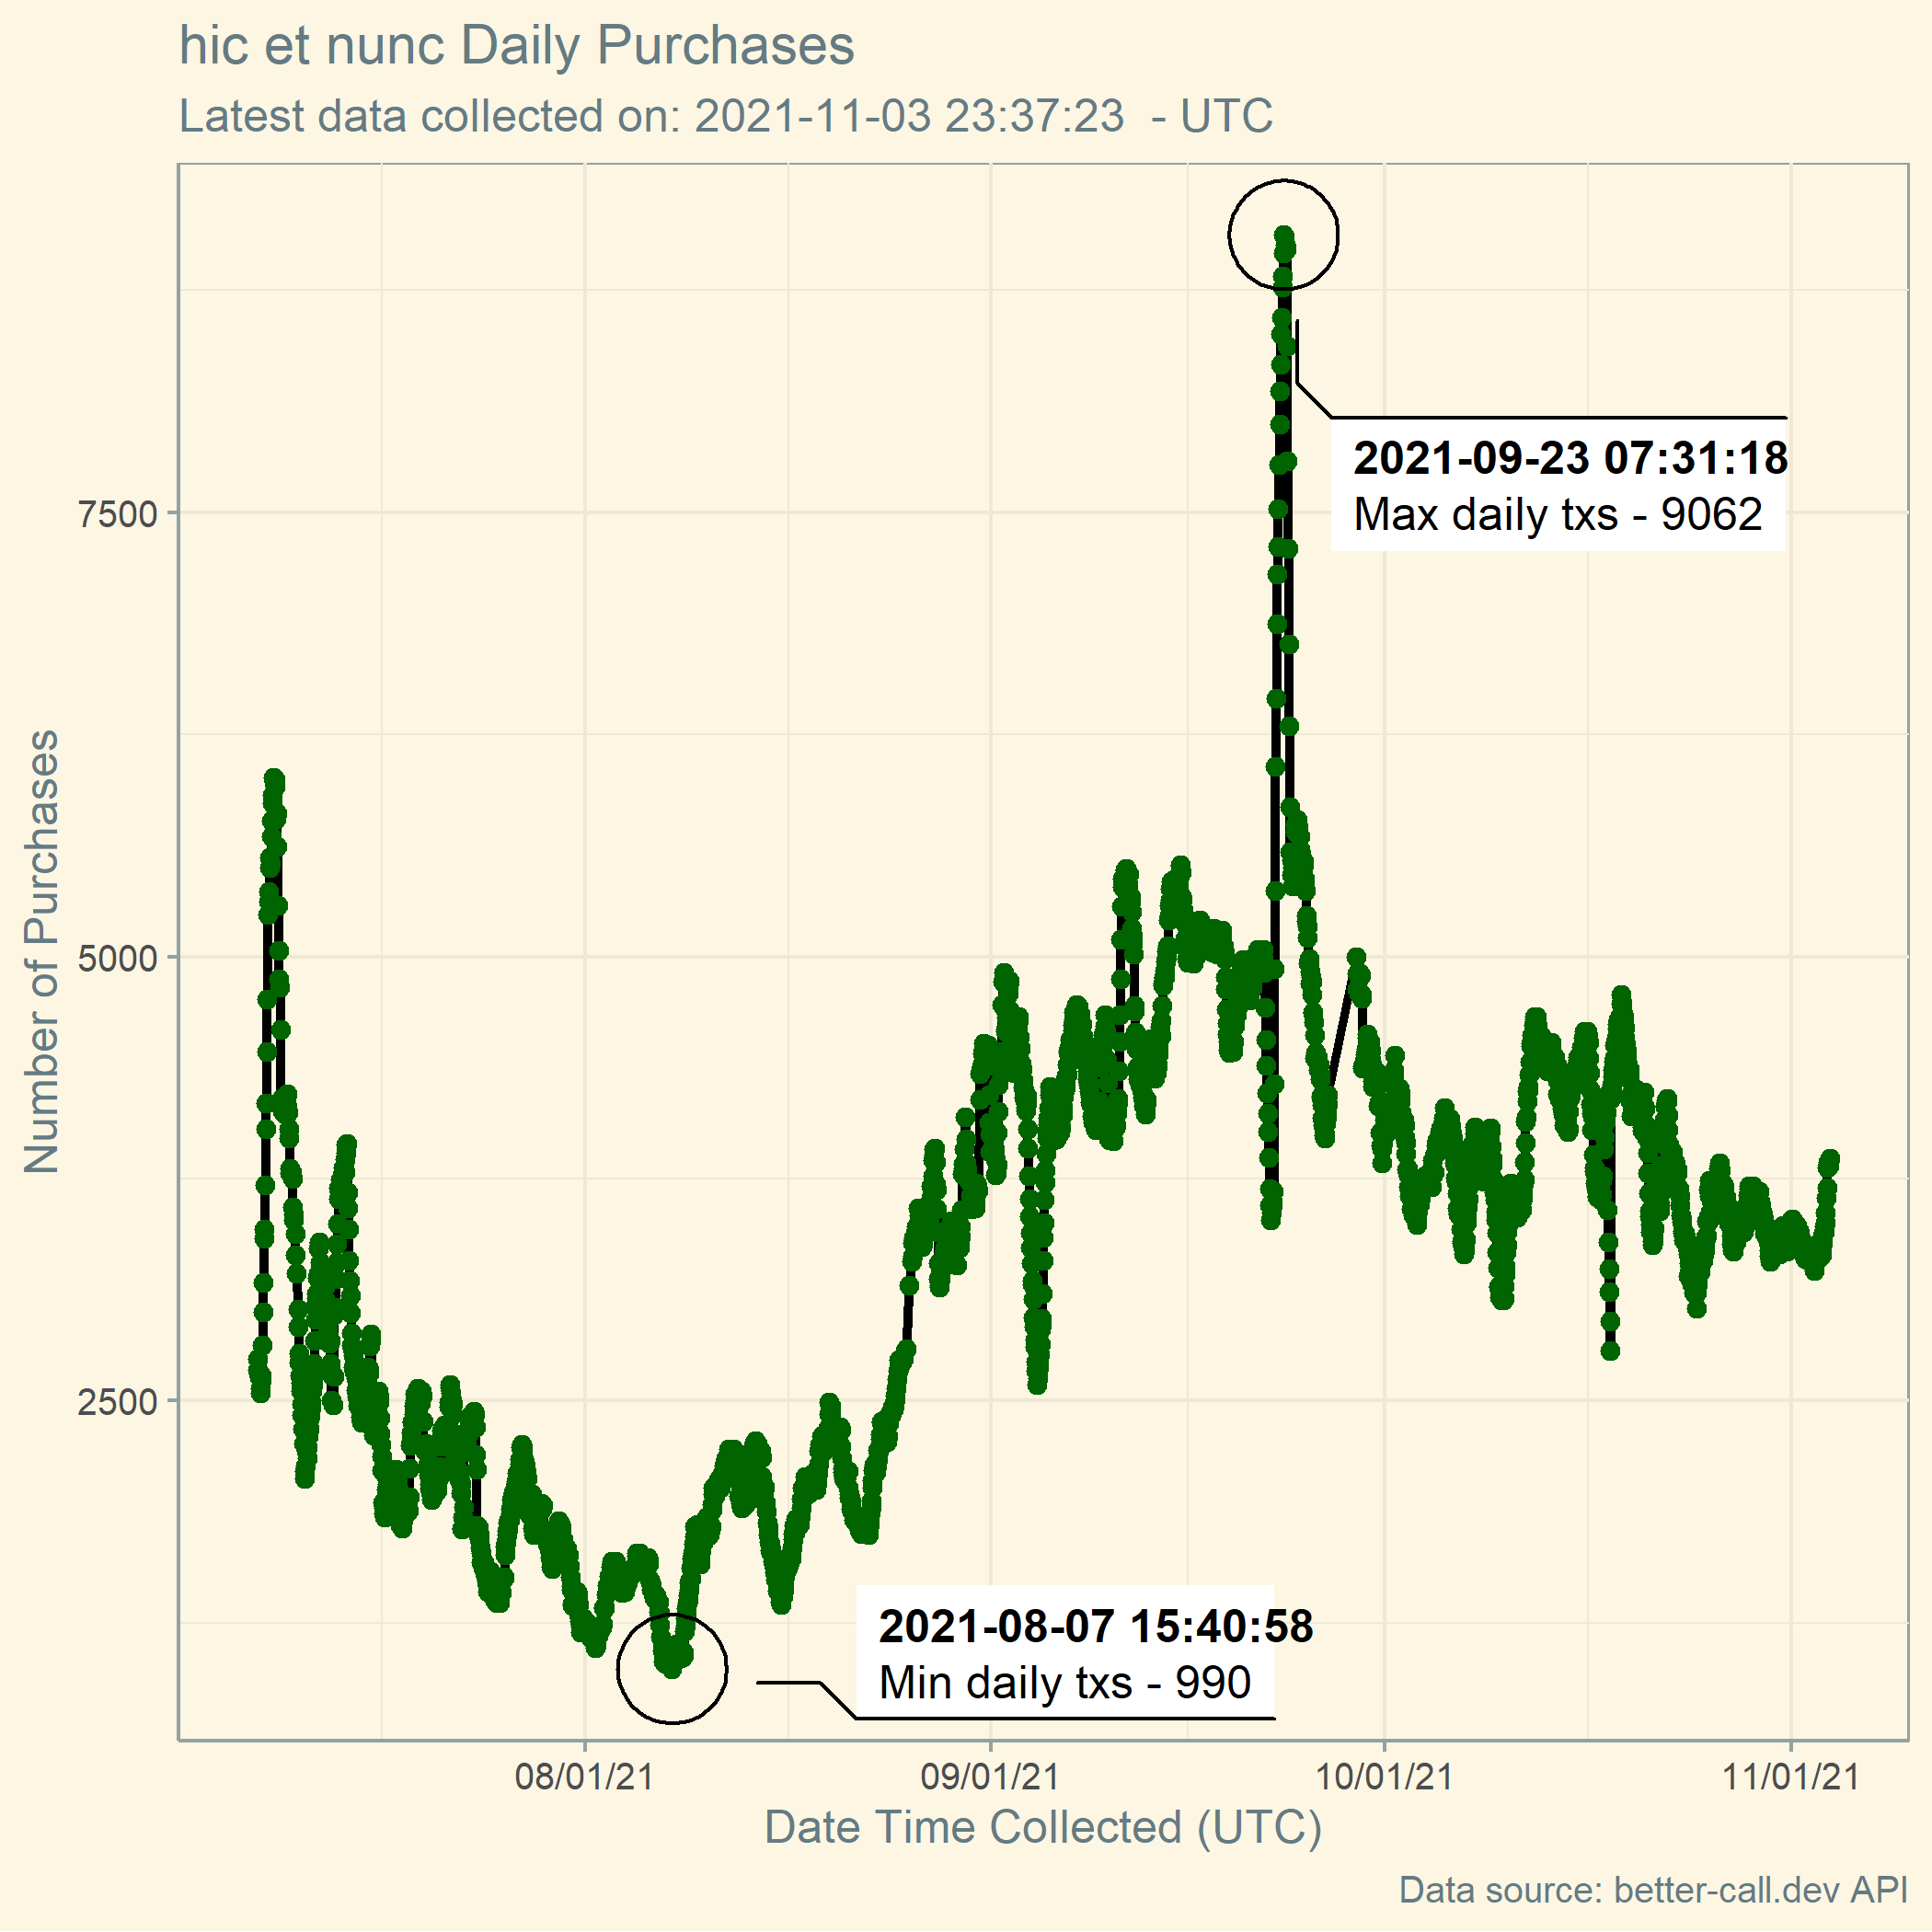 hic et nunc Daily Purchases
Latest data collected on: 2021-11-03 23:37:23  - UTC
Number of Purchases
7500
5000
2500
2021-09-23 07:31:18
Max daily txs - 9062
2021-08-07 15:40:58
Min daily txs - 990
08/01/21
09/01/21
10/01/21
11/01/21
Date Time Collected (UTC)
Data source: better-call.dev API